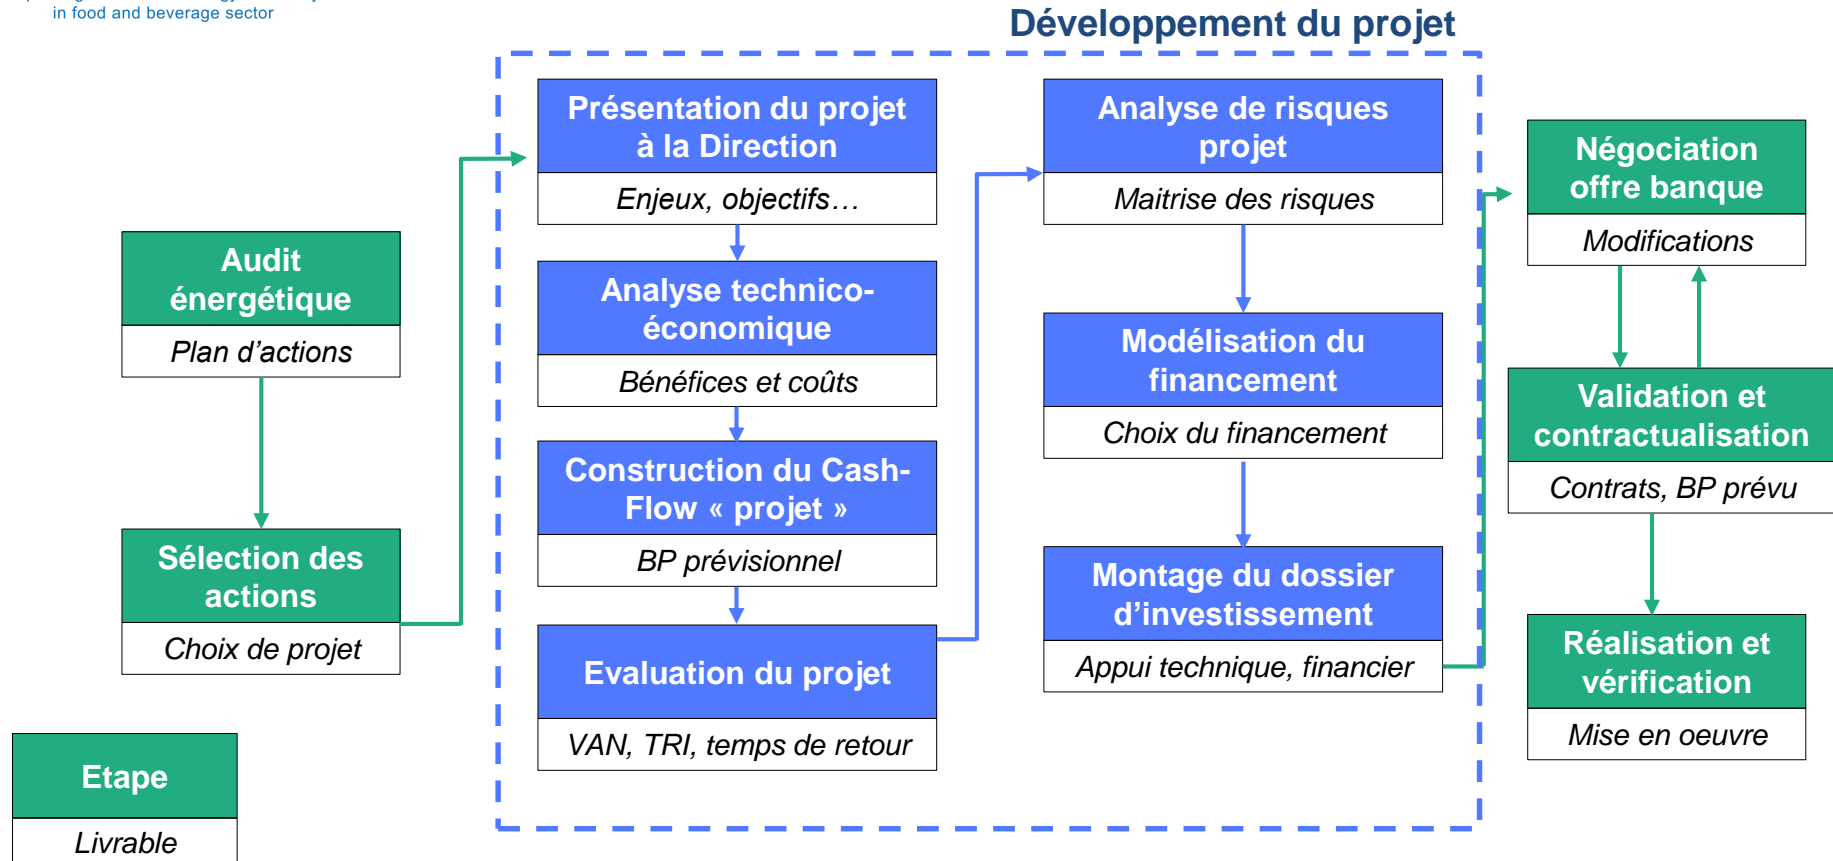 in food and beverage sector
Développement du projet
Audit
énergétique
Plan d’actions
Sélection des
actions
Choix de projet
Présentation du projet
à la Direction
Enjeux, objectifs…
Analyse technico-
économique
Bénéfices et coûts
Construction du Cash-
Flow « projet »
BP prévisionnel
Evaluation du projet
VAN, TRI, temps de retour
Analyse de risques
projet
Maitrise des risques
Modélisation du
financement
Choix du financement
Montage du dossier
d’investissement
Appui technique, financier
Négociation
offre banque
Modifications
Validation et
contractualisation
Contrats, BP prévu
Réalisation et
vérification
Mise en oeuvre
Etape
Livrable